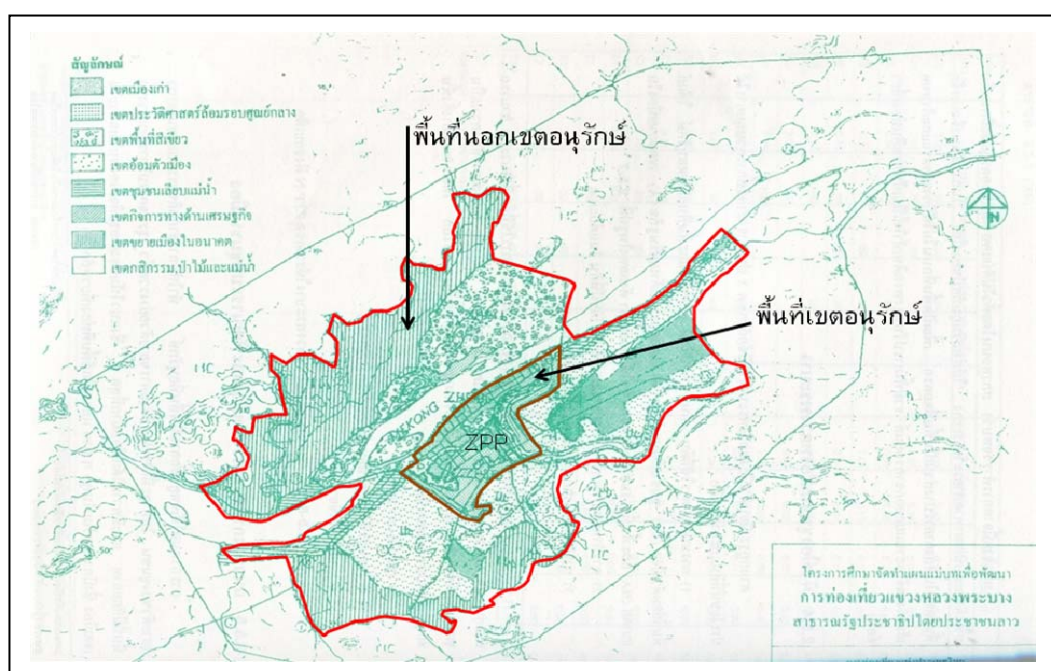 สัญลักษณ์
เขตเมืองเก่า
เขตประวัติศาสตร์ล้อมรอบศูนย์กลาง
เขตพื้นที่สีเขียว
เขตอ้อมตัวเมือง
เขตชุมชนเลียบแม่น้ำ
เขตกิจการทางด้านเศรษฐกิจ
เขตขยายเมืองในอนาคต
เขตกสิกรรม,ป่าไม้และแม่น้ำ
พื้นที่นอกเขตอนุรักษ์
N
พื้นที่เขตอนุรักษ์
MEKONG
ZPP
โครงการศึกษาจัดทำแผนแม่บทเพื่อพัฒนา
การท่องเที่ยวแขวงหลวงพระบาง
สาธารณรัฐประชาธิปไตยประชาชนลาว